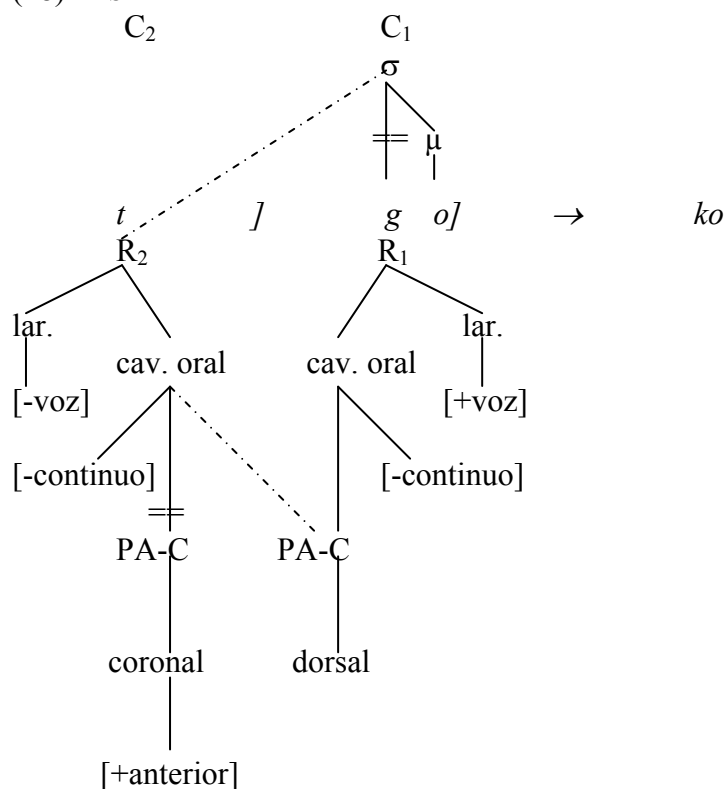 C₂ C₁
σ
μ
t ] g o] → ko
R₂ R₁
lar. lar.
cav. oral cav. oral
[-voz] [+voz]
[-continuo] [-continuo]
PA-C PA-C
coronal dorsal
[+anterior]